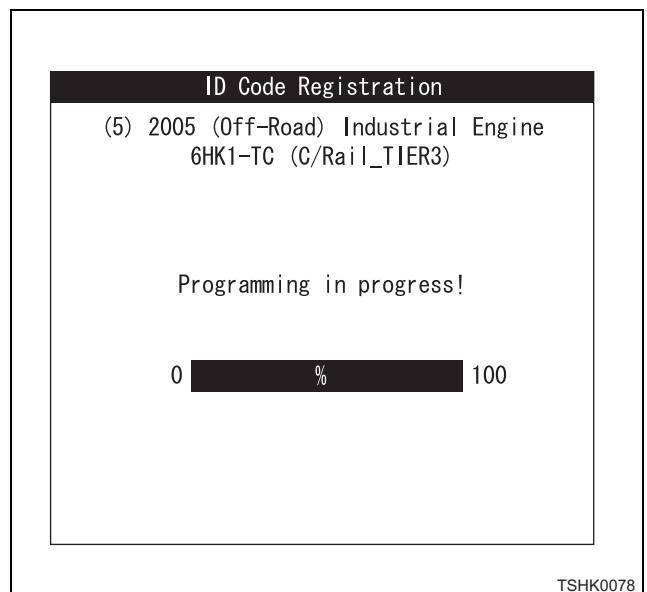 ID Code Registration
(5) 2005 (Off-Road) Industrial Engine
6HK1-TC (C/Rail_TIER3)
Programming in progress!
0 % 100
TSHK0078